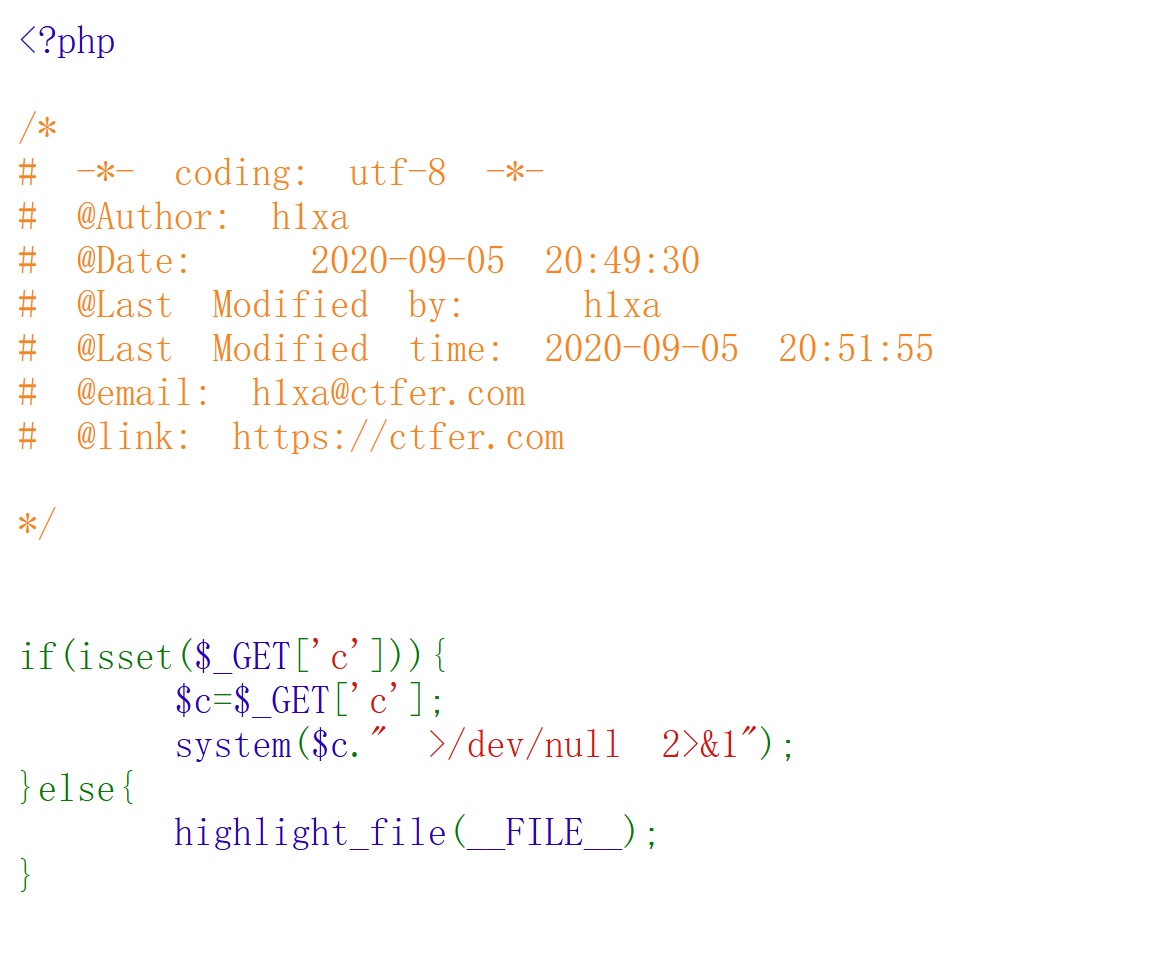 <?php
/*
# -*- coding: utf-8 -*-
# @Author: h1xa
# @Date:   2020-09-05 20:49:30
# @Last Modified by:   h1xa
# @Last Modified time: 2020-09-05 20:51:55
# @email: h1xa@ctfer.com
# @link: https://ctfer.com
*/
if(isset($_GET['c'])){
    $c=$_GET['c'];
    system($c." >/dev/null 2>&1");
}else{
    highlight_file(__FILE__);
}